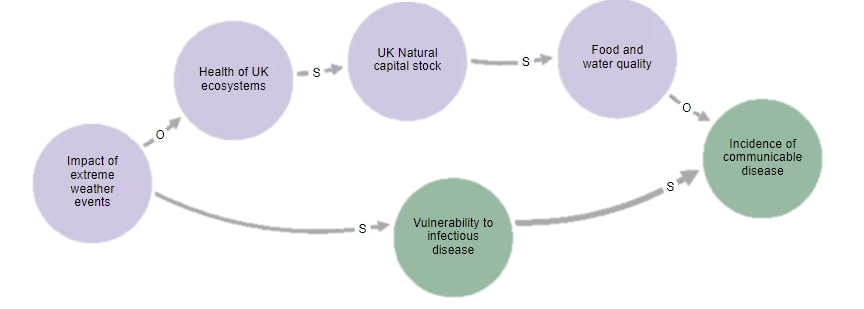 Food and
water quality
UK Natural
capital stock
S
S
Health of UK
ecosystems
O
O
Incidence of
communicable
disease
Impact of
extreme
weather
events
S
S
Vulnerability to
infectious
disease